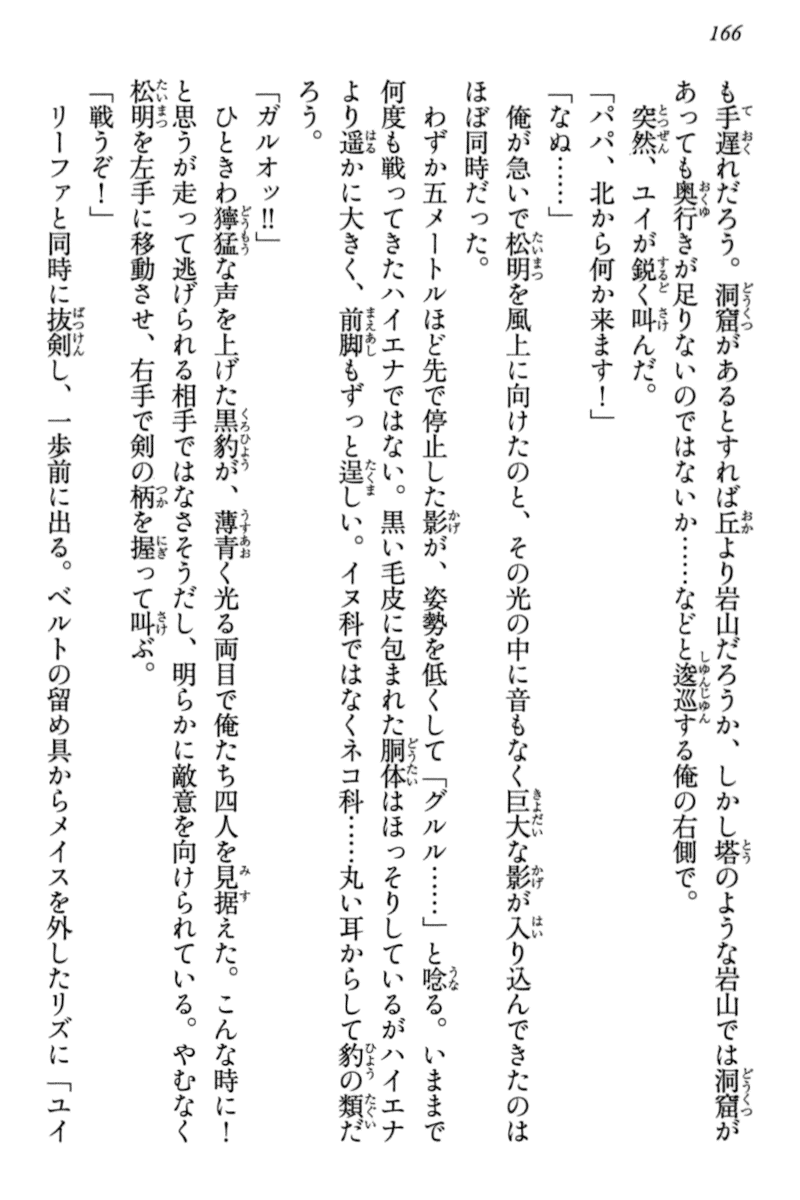 166
も手遅れだろう。洞窟があるとすれば丘より岩山だろうか、しかし塔のような岩山では洞窟が
あっても奥行きが足りないのではないか……などと逡巡する俺の右側で。
突然、ユイが鋭く叫んだ。
「パパ、北から何か来ます！」
「なぬ……」
俺が急いで松明を風上に向けたのと、その光の中に音もなく巨大な影が入り込んできたのは
ほぼ同時だった。
わずか五メートルほど先で停止した影が、姿勢を低くして「グルル……」と唸る。いままで
何度も戦ってきたハイエナではない。黒い毛皮に包まれた胴体はほっそりしているがハイエナ
より遥かに大きく、前脚もずっと逞しい。イヌ科ではなくネコ科……丸い耳からして豹の類だ
ろう。
「ガルオッ!!」
ひときわ獰猛な声を上げた黒豹が、薄青く光る両目で俺たち四人を見据えた。こんな時に！
と思うが走って逃げられる相手ではなさそうだし、明らかに敵意を向けられている。やむなく
松明を左手に移動させ、右手で剣の柄を握って叫ぶ。
「戦うぞ！」
リーファと同時に抜剣し、一歩前に出る。ベルトの留め具からメイスを外したリズに「ユイ